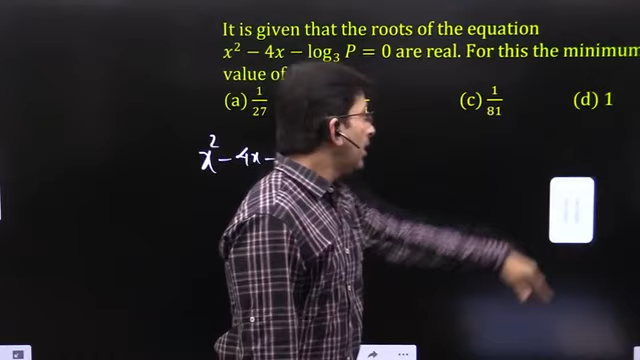 It is given that the roots of the equation
x² − 4x − log₃ P = 0 are real. For this the minimum
value of
(a) 1/27 (c) 1/81 (d) 1
x² − 4x −